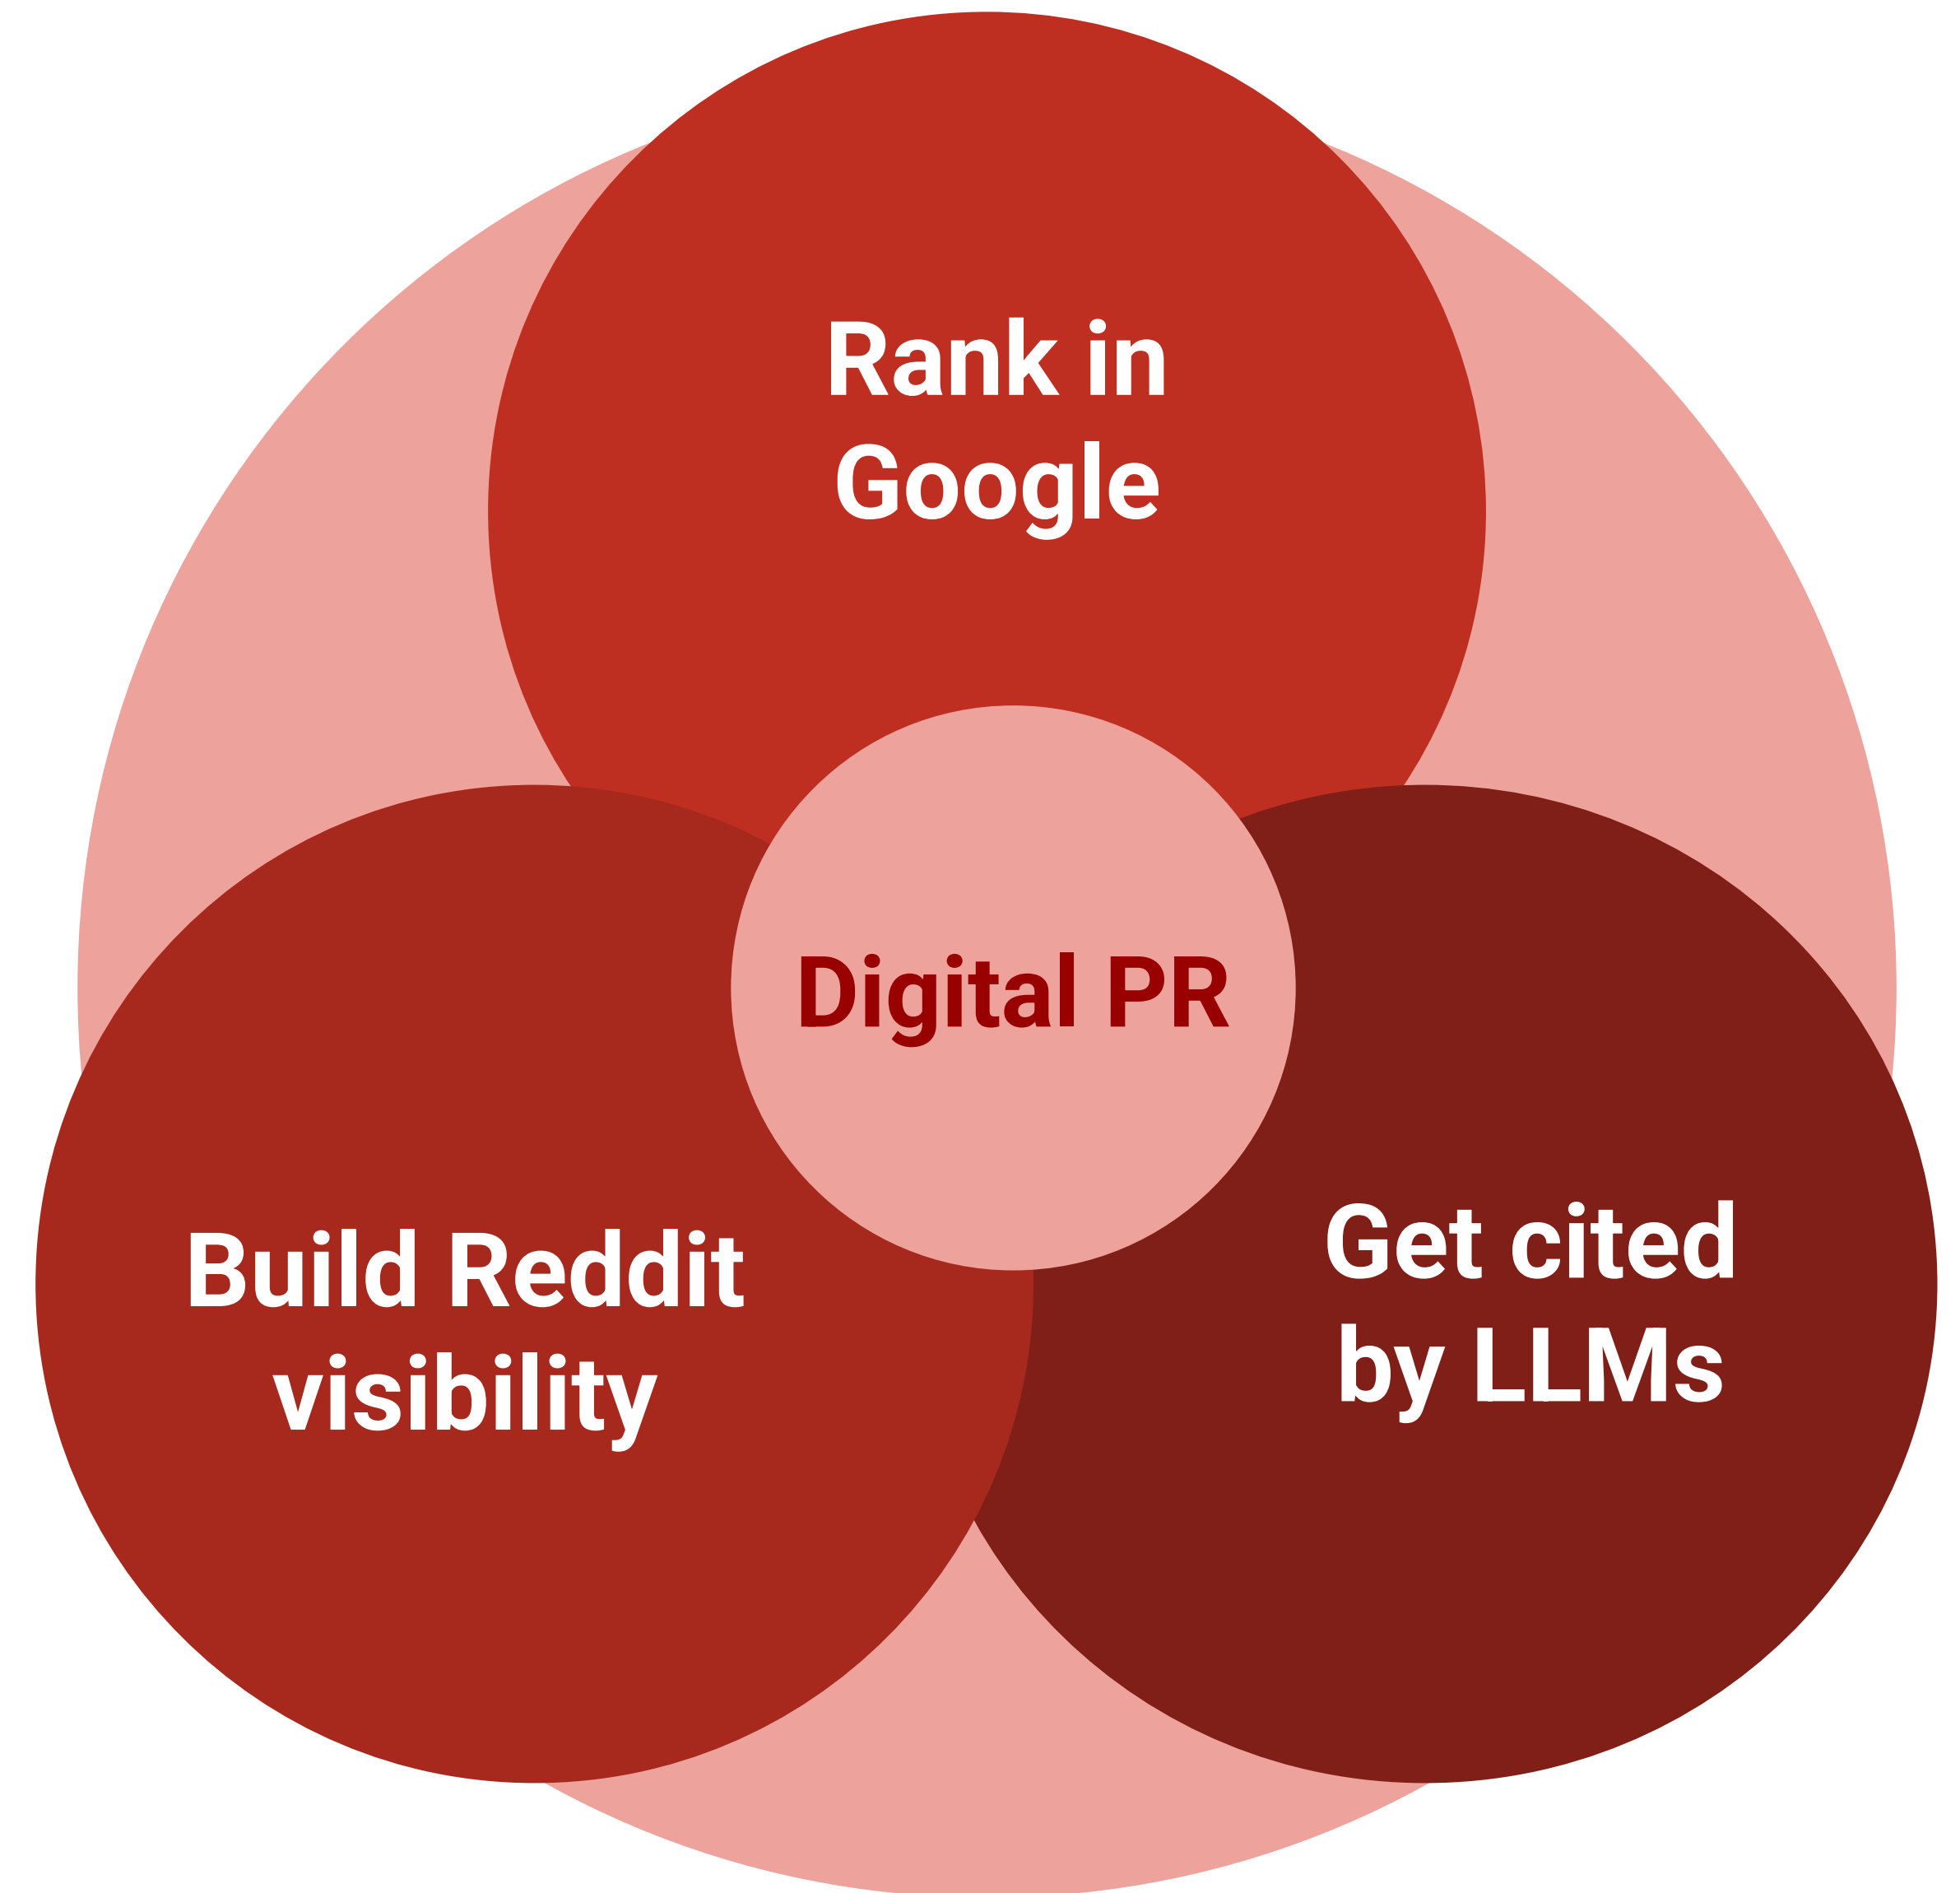 Rank in
Google
Digital PR
Build Reddit
visibility
Get cited
by LLMs